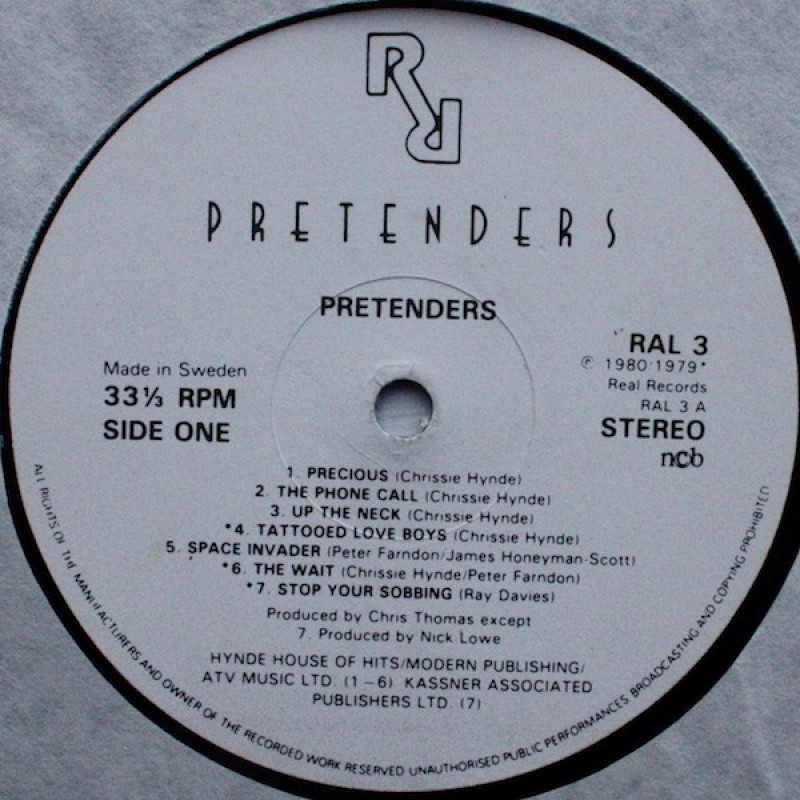 RR
PRETENDERS
PRETENDERS
Made in Sweden
33⅓ RPM
SIDE ONE
RAL 3
℗ 1980/1979*
Real Records
RAL 3 A
STEREO
ncb
1. PRECIOUS (Chrissie Hynde)
2. THE PHONE CALL (Chrissie Hynde)
3. UP THE NECK (Chrissie Hynde)
*4. TATTOOED LOVE BOYS (Chrissie Hynde)
5. SPACE INVADER (Peter Farndon/James Honeyman-Scott)
*6. THE WAIT (Chrissie Hynde/Peter Farndon)
*7. STOP YOUR SOBBING (Ray Davies)
Produced by Chris Thomas except
7. Produced by Nick Lowe
HYNDE HOUSE OF HITS/MODERN PUBLISHING/
ATV MUSIC LTD. (1–6) KASSNER ASSOCIATED
PUBLISHERS LTD. (7)
ALL RIGHTS OF THE MANUFACTURERS AND OWNER OF THE RECORDED WORK RESERVED UNAUTHORISED PUBLIC PERFORMANCES BROADCASTING AND COPYING PROHIBITED